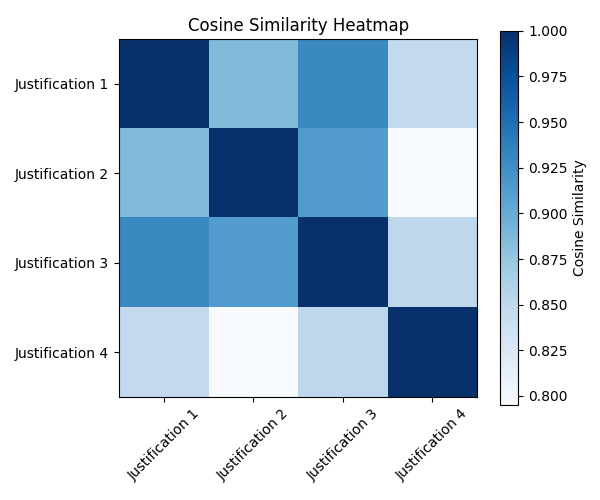 Cosine Similarity Heatmap
Justification 1
Justification 2
Justification 3
Justification 4
Justification 1
Justification 2
Justification 3
Justification 4
1.000
0.975
0.950
0.925
0.900
0.875
0.850
0.825
0.800
Cosine Similarity